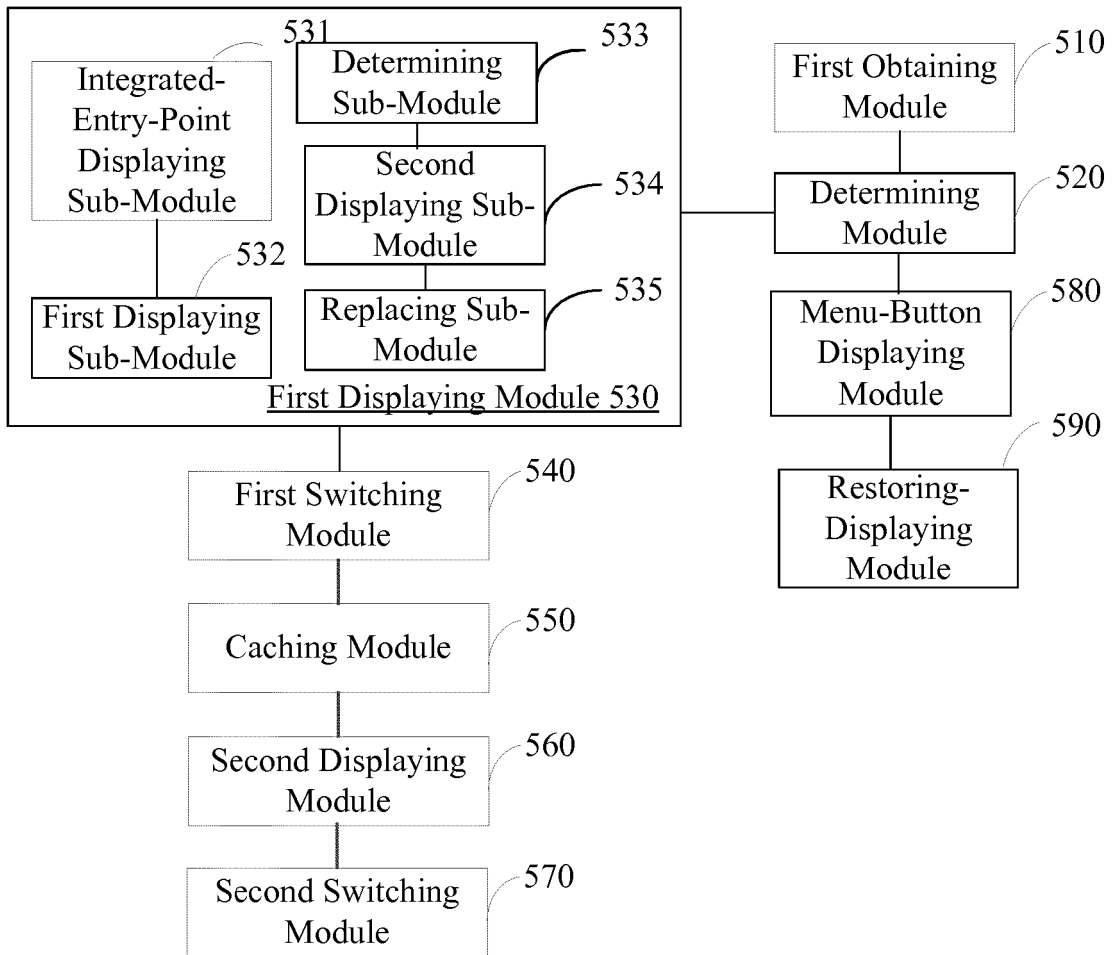 531
Integrated-
Entry-Point
Displaying
Sub-Module
532
First Displaying
Sub-Module
533
Determining
Sub-Module
534
Second
Displaying Sub-
Module
535
Replacing Sub-
Module
First Displaying Module 530
510
First Obtaining
Module
520
Determining
Module
580
Menu-Button
Displaying
Module
590
Restoring-
Displaying
Module
540
First Switching
Module
550
Caching Module
560
Second Displaying
Module
570
Second Switching
Module